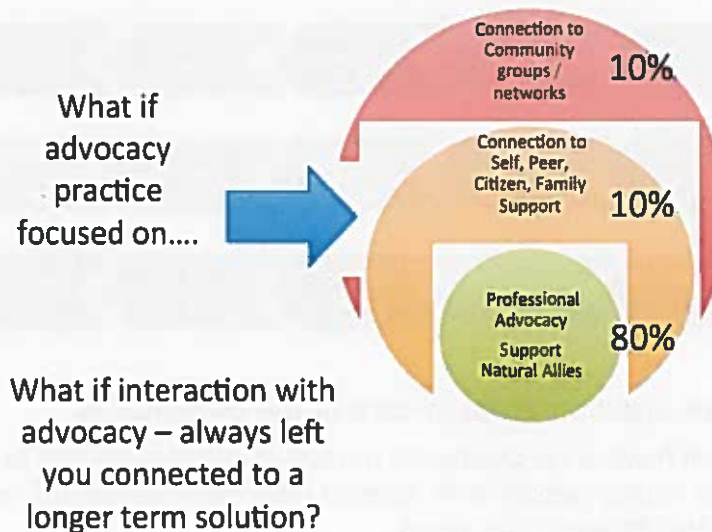 What if
advocacy
practice
focused on....
Connection to
Community
groups /
networks
10%
Connection to
Self, Peer,
Citizen, Family
Support
10%
Professional
Advocacy
Support
Natural Allies
80%
What if interaction with
advocacy – always left
you connected to a
longer term solution?